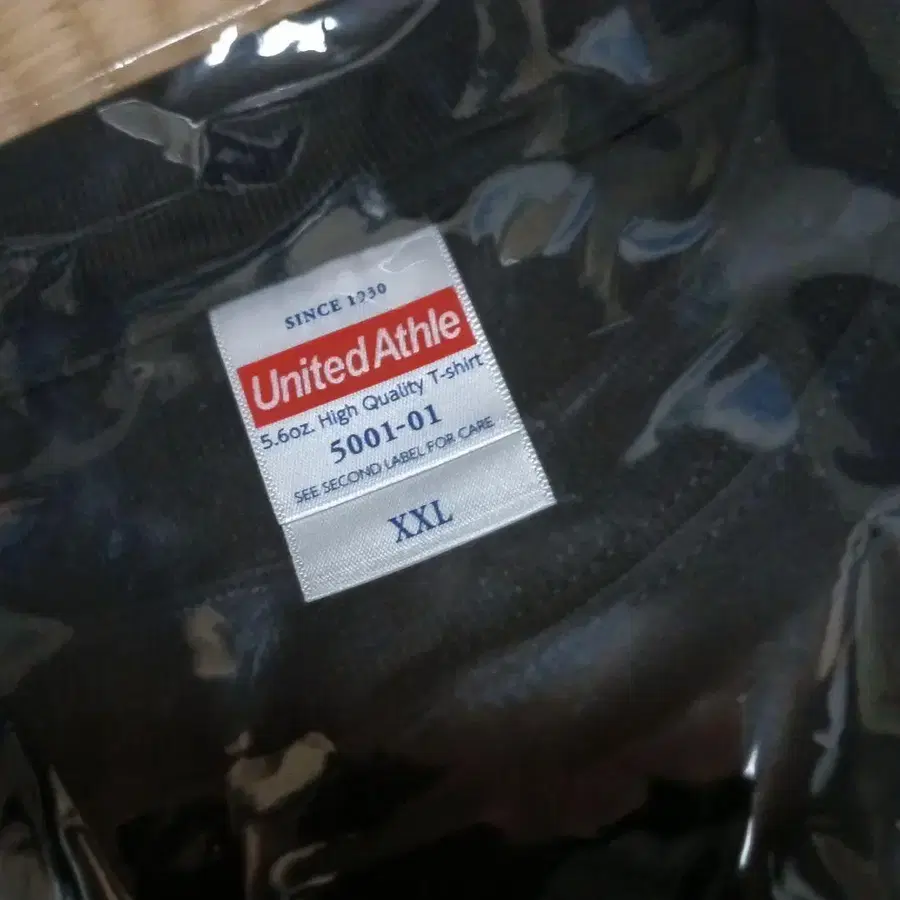 SINCE 1930
United Athle
5.6oz. High Quality T-shirt
5001-01
SEE SECOND LABEL FOR CARE
XXL